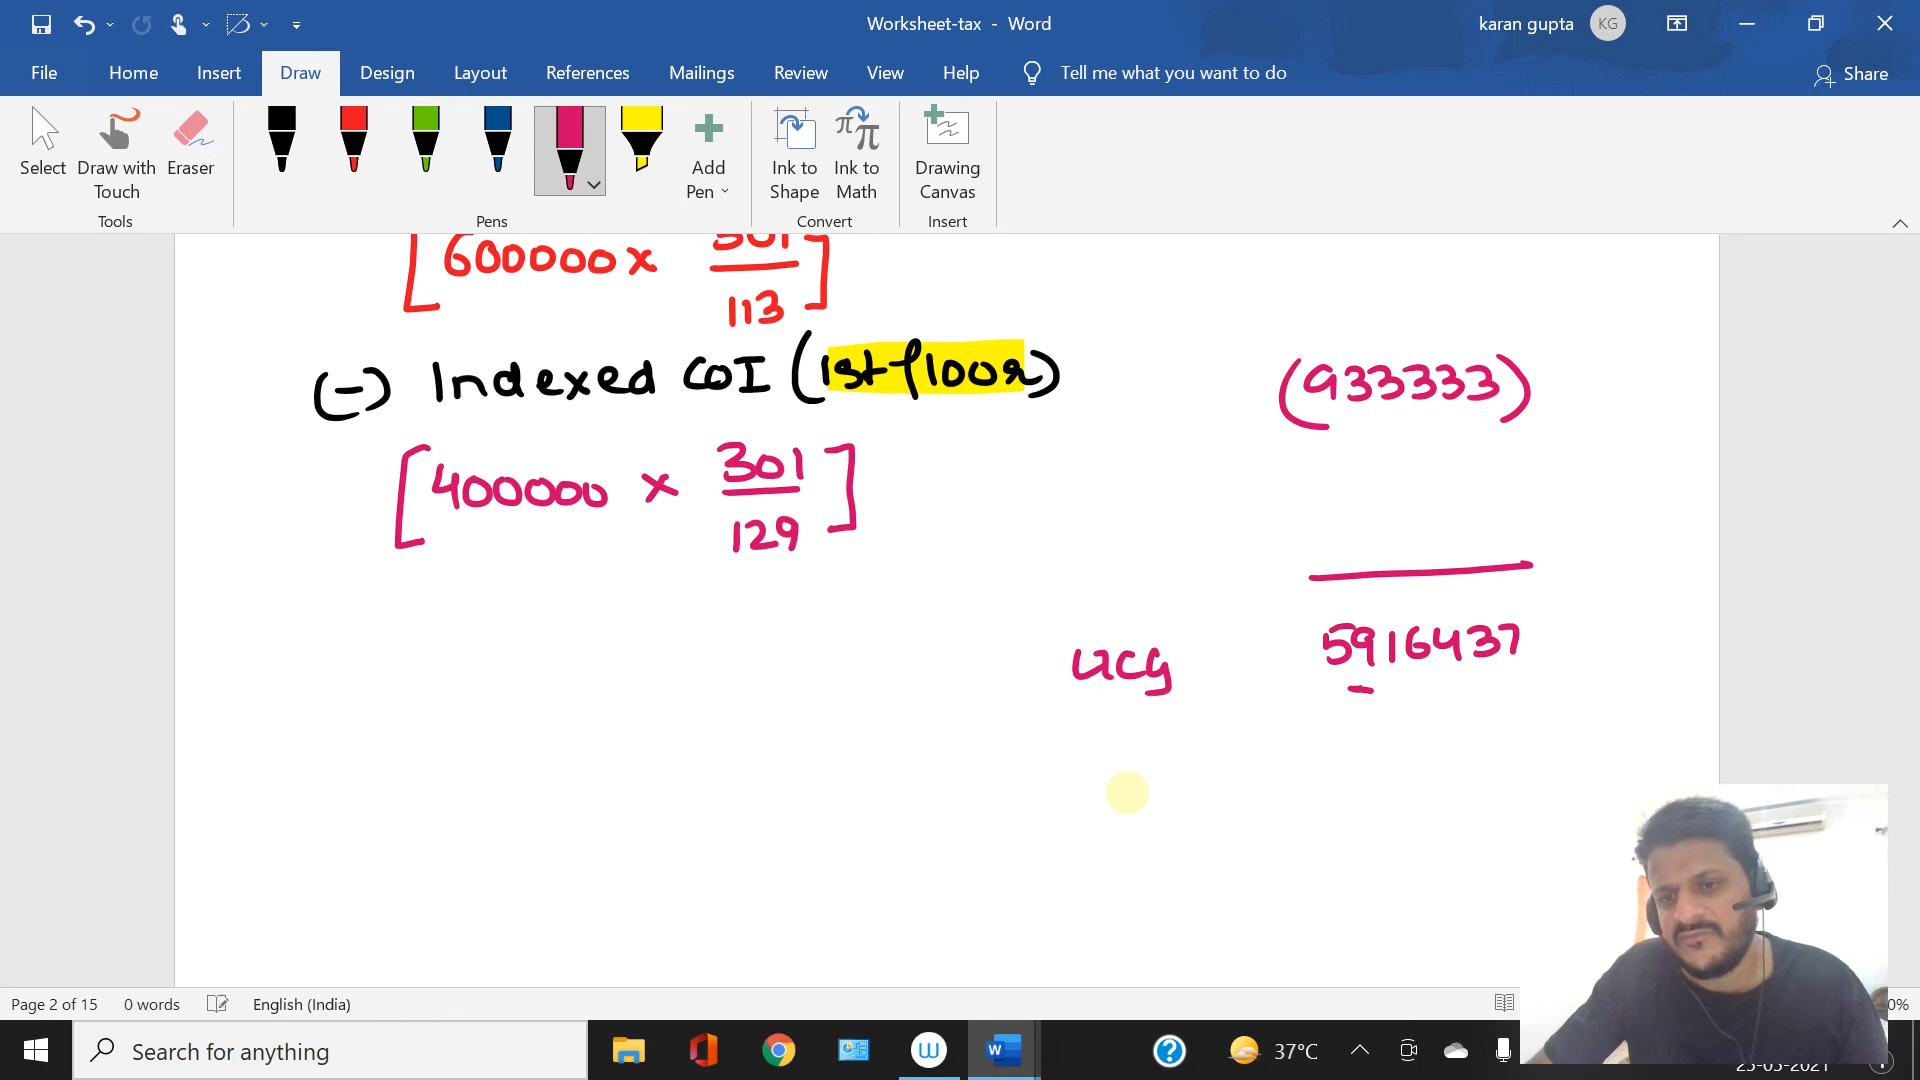 Worksheet-tax - Word
karan gupta KG
File Home Insert Draw Design Layout References Mailings Review View Help Tell me what you want to do Share
Select Draw with Touch Eraser Add Pen Ink to Shape Ink to Math Drawing Canvas
Tools Pens Convert Insert
[600000 x 301/113]
(-) Indexed COI (1st floor) (933333)
[400000 x 301/129]
LTCG 5916437
Page 2 of 15 0 words English (India) 0%
Search for anything W 37°C